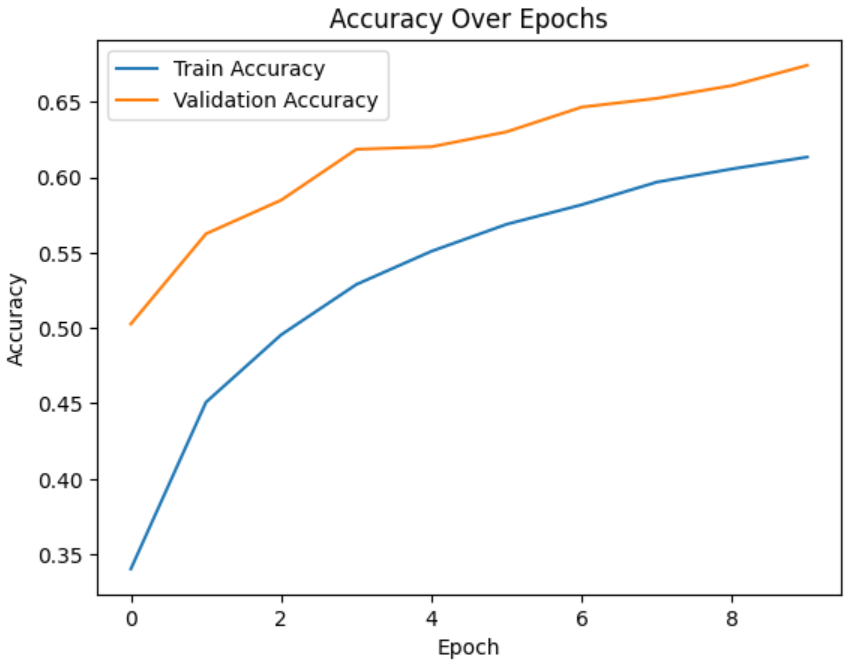 Accuracy Over Epochs
Train Accuracy
Validation Accuracy
0.65
0.60
0.55
0.50
0.45
0.40
0.35
Accuracy
0 2 4 6 8
Epoch